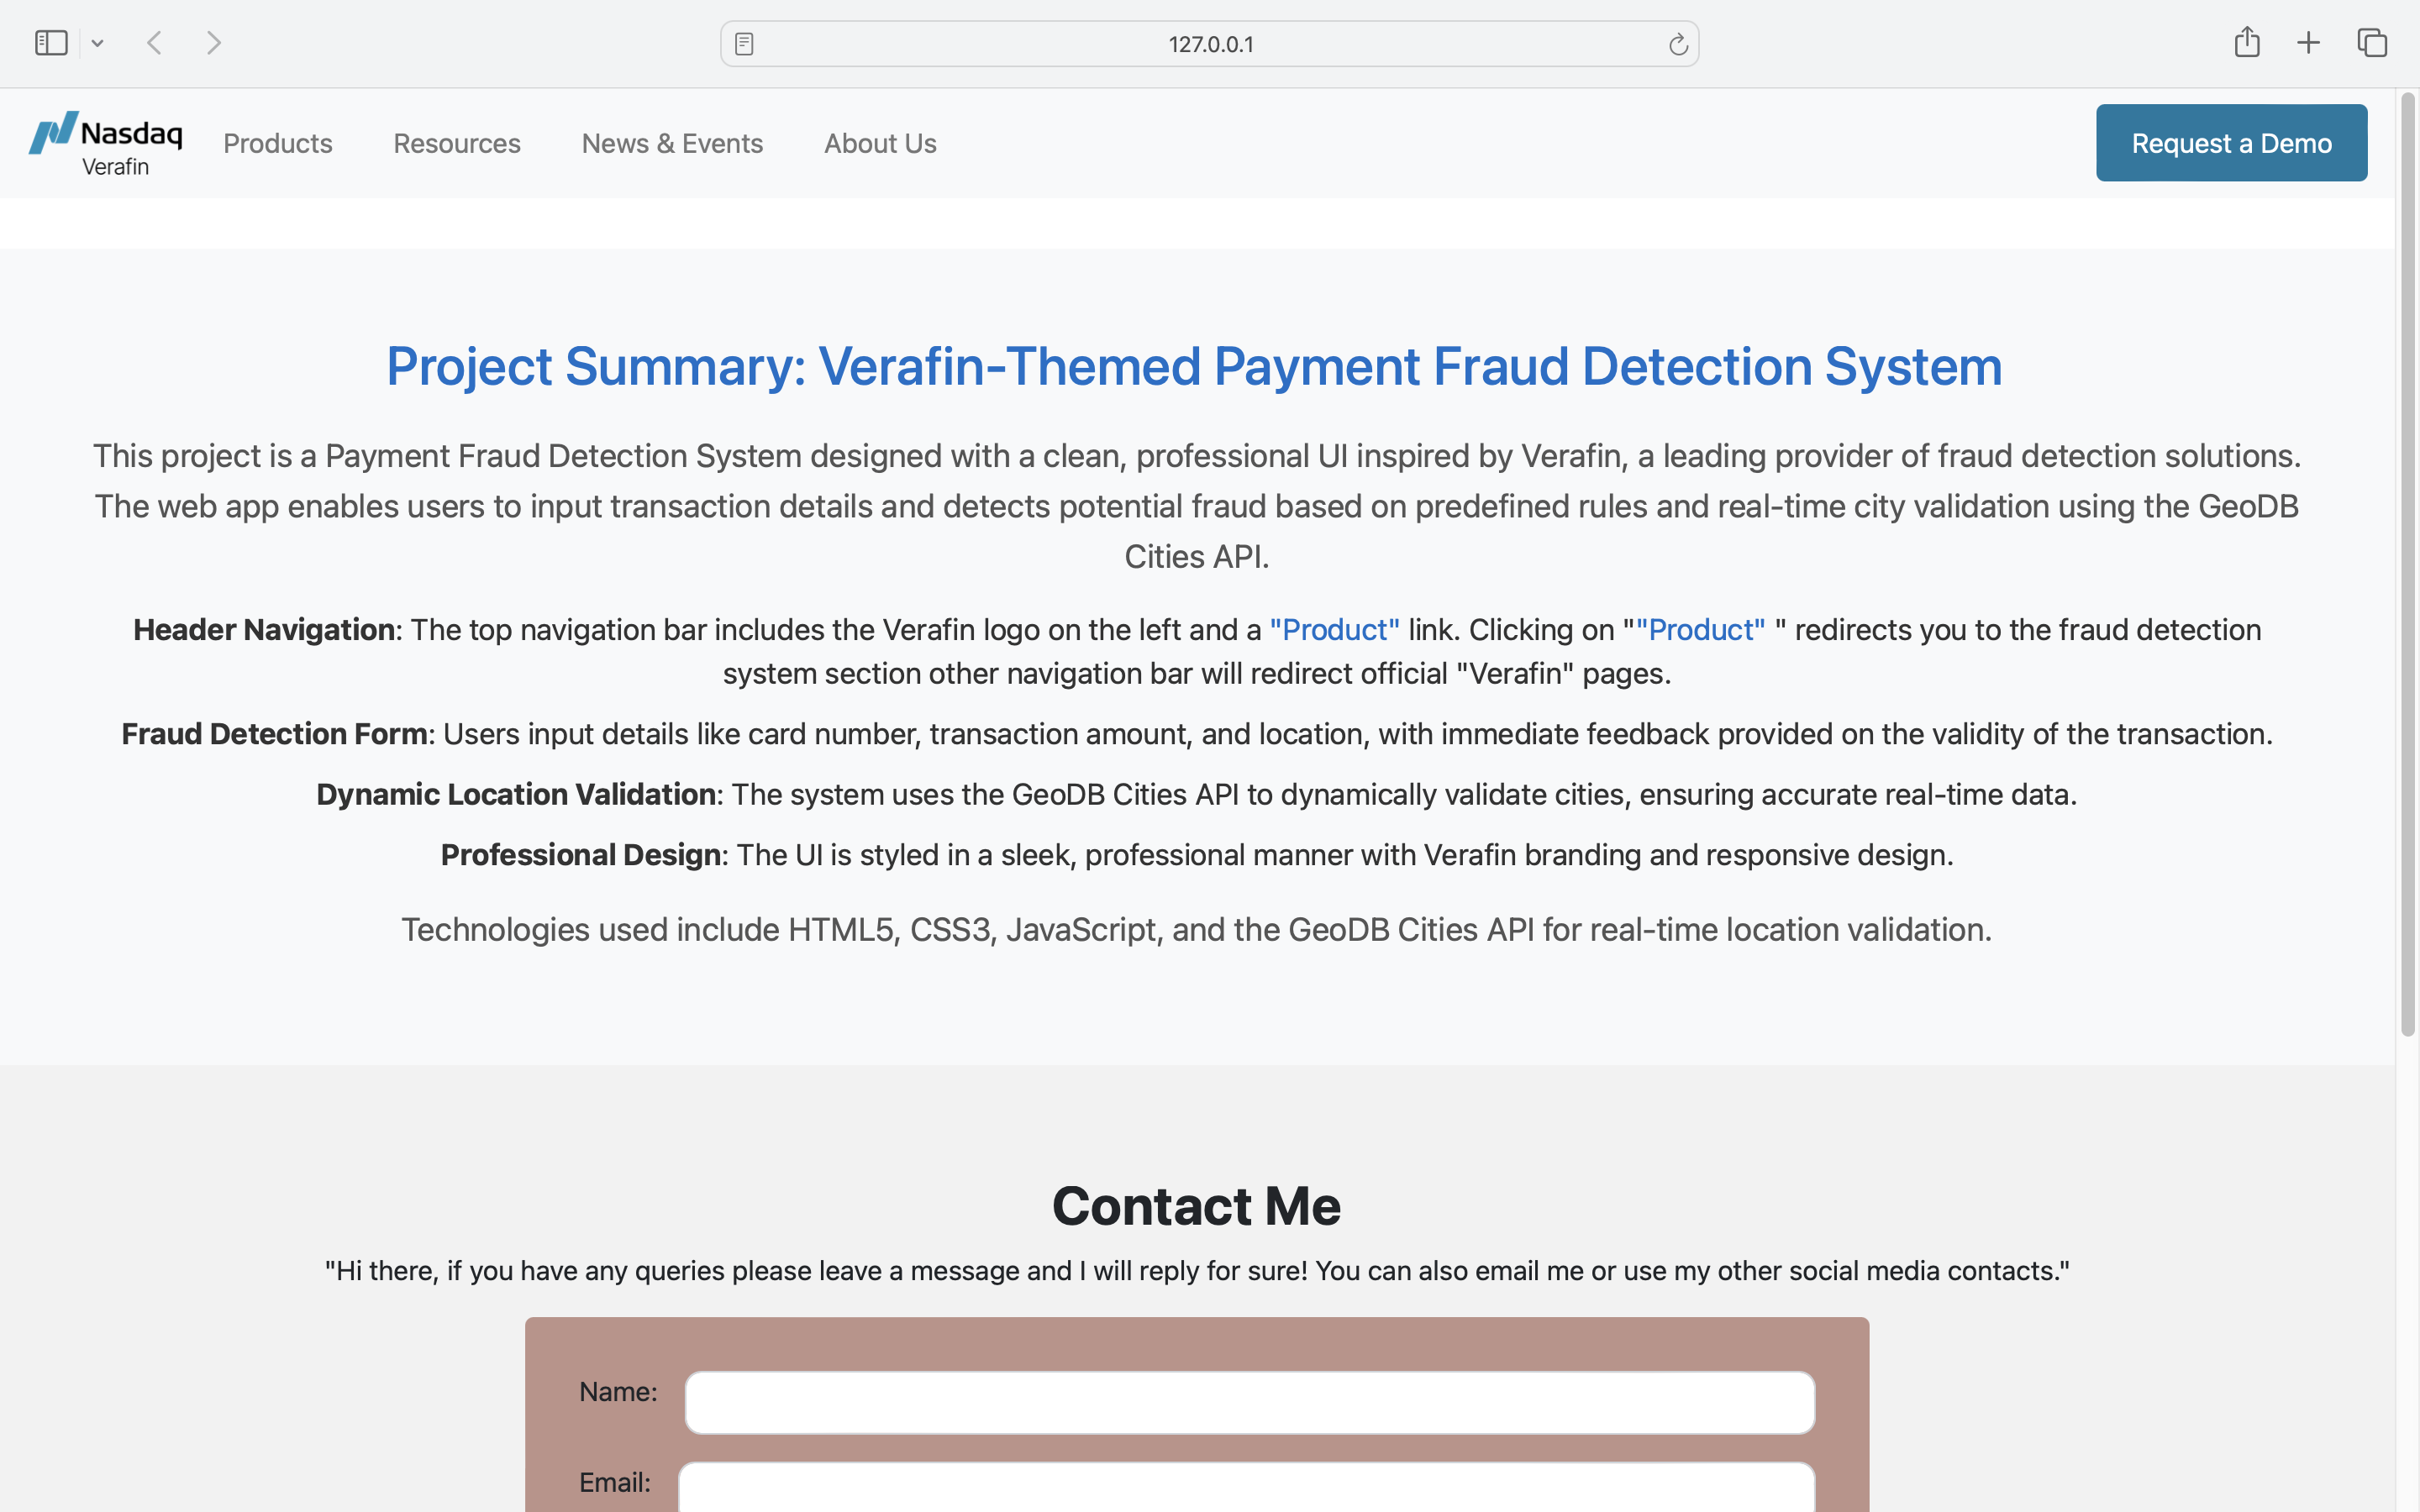 127.0.0.1
Nasdaq
Verafin
Products
Resources
News & Events
About Us
Request a Demo
Project Summary: Verafin-Themed Payment Fraud Detection System
This project is a Payment Fraud Detection System designed with a clean, professional UI inspired by Verafin, a leading provider of fraud detection solutions.
The web app enables users to input transaction details and detects potential fraud based on predefined rules and real-time city validation using the GeoDB
Cities API.
Header Navigation: The top navigation bar includes the Verafin logo on the left and a "Product" link. Clicking on ""Product" " redirects you to the fraud detection
system section other navigation bar will redirect official "Verafin" pages.
Fraud Detection Form: Users input details like card number, transaction amount, and location, with immediate feedback provided on the validity of the transaction.
Dynamic Location Validation: The system uses the GeoDB Cities API to dynamically validate cities, ensuring accurate real-time data.
Professional Design: The UI is styled in a sleek, professional manner with Verafin branding and responsive design.
Technologies used include HTML5, CSS3, JavaScript, and the GeoDB Cities API for real-time location validation.
Contact Me
"Hi there, if you have any queries please leave a message and I will reply for sure! You can also email me or use my other social media contacts."
Name:
Email: